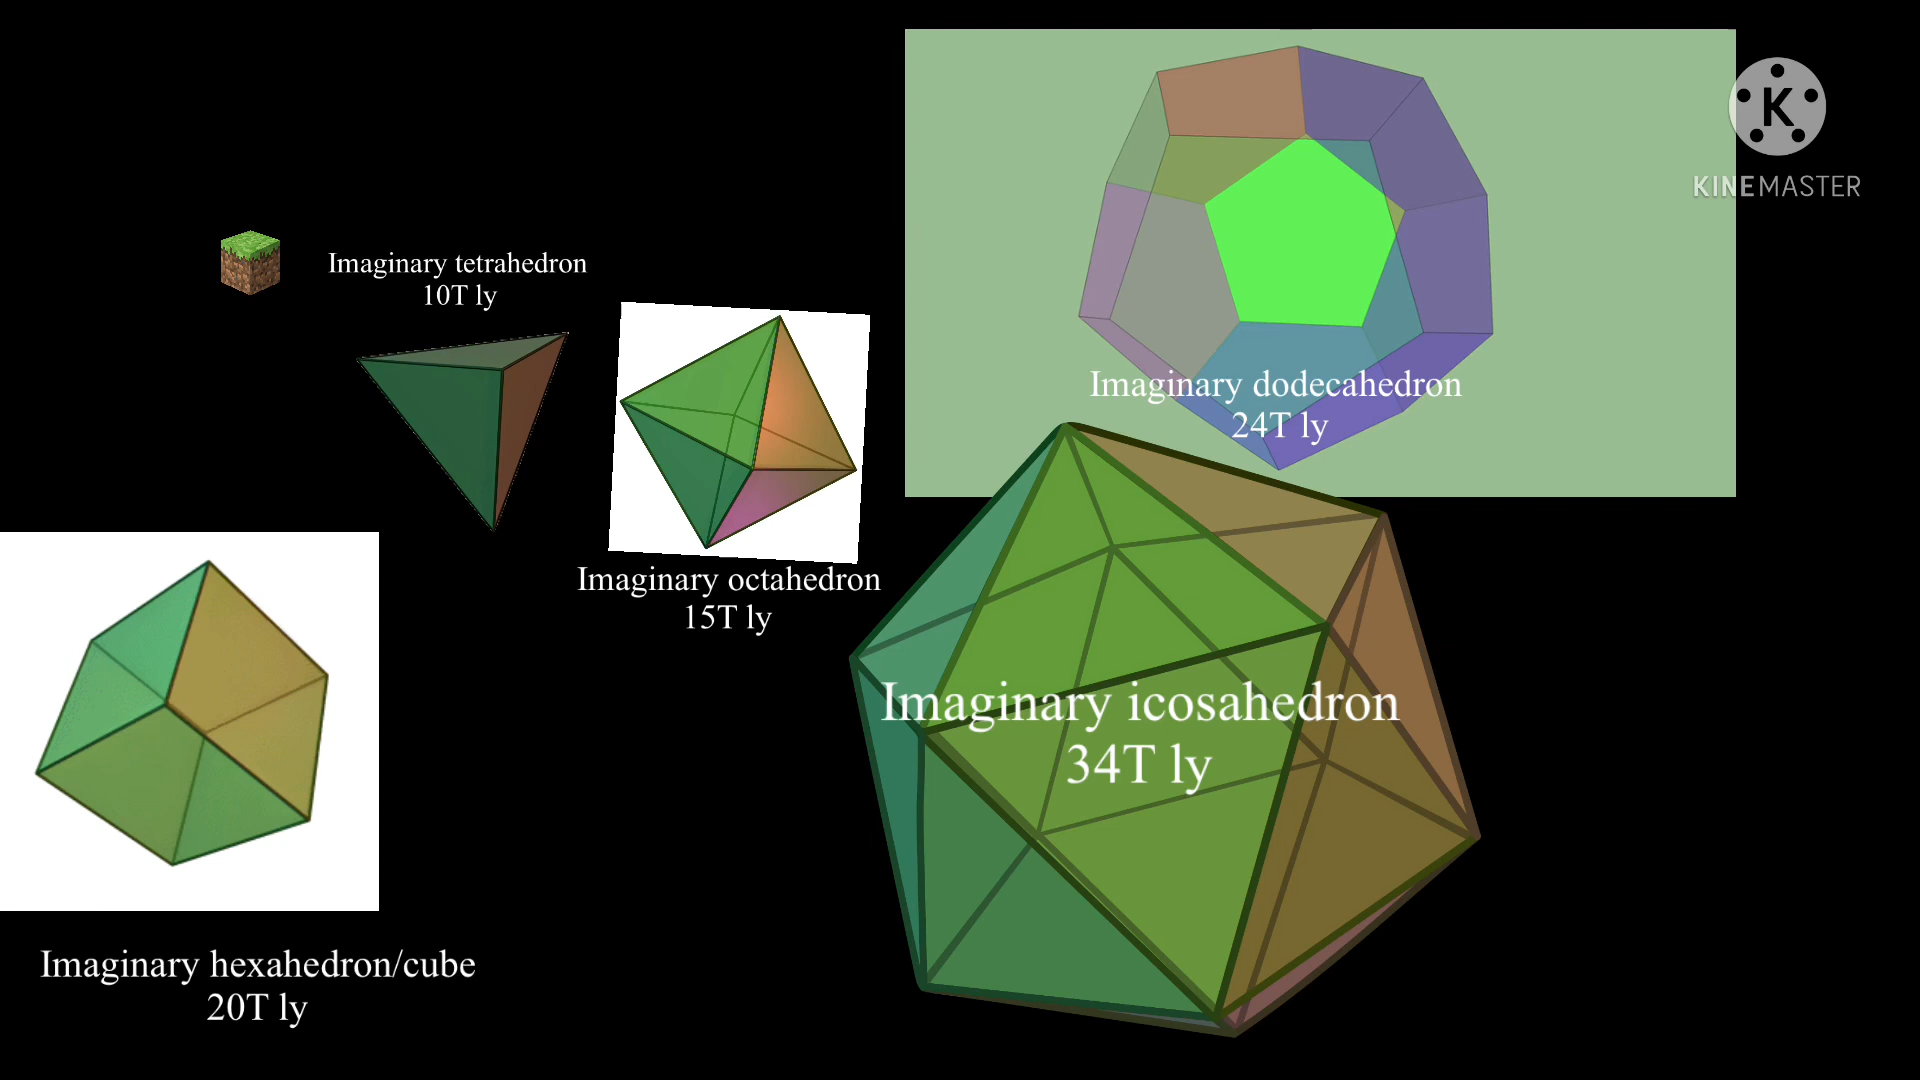 K
KINEMASTER
Imaginary tetrahedron
10T ly
Imaginary dodecahedron
24T ly
Imaginary octahedron
15T ly
Imaginary icosahedron
34T ly
Imaginary hexahedron/cube
20T ly